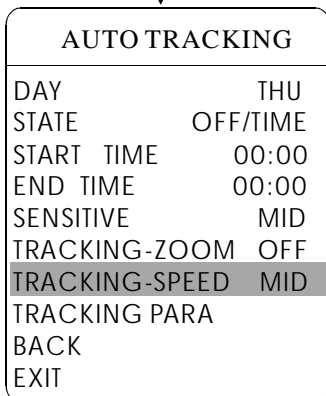 AUTO TRACKING
DAY THU
STATE OFF/TIME
START TIME 00:00
END TIME 00:00
SENSITIVE MID
TRACKING-ZOOM OFF
TRACKING-SPEED MID
TRACKING PARA
BACK
EXIT